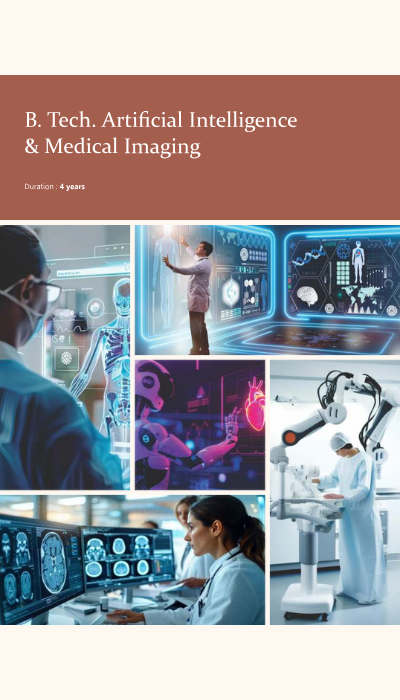 B. Tech. Artificial Intelligence
& Medical Imaging
Duration : 4 years